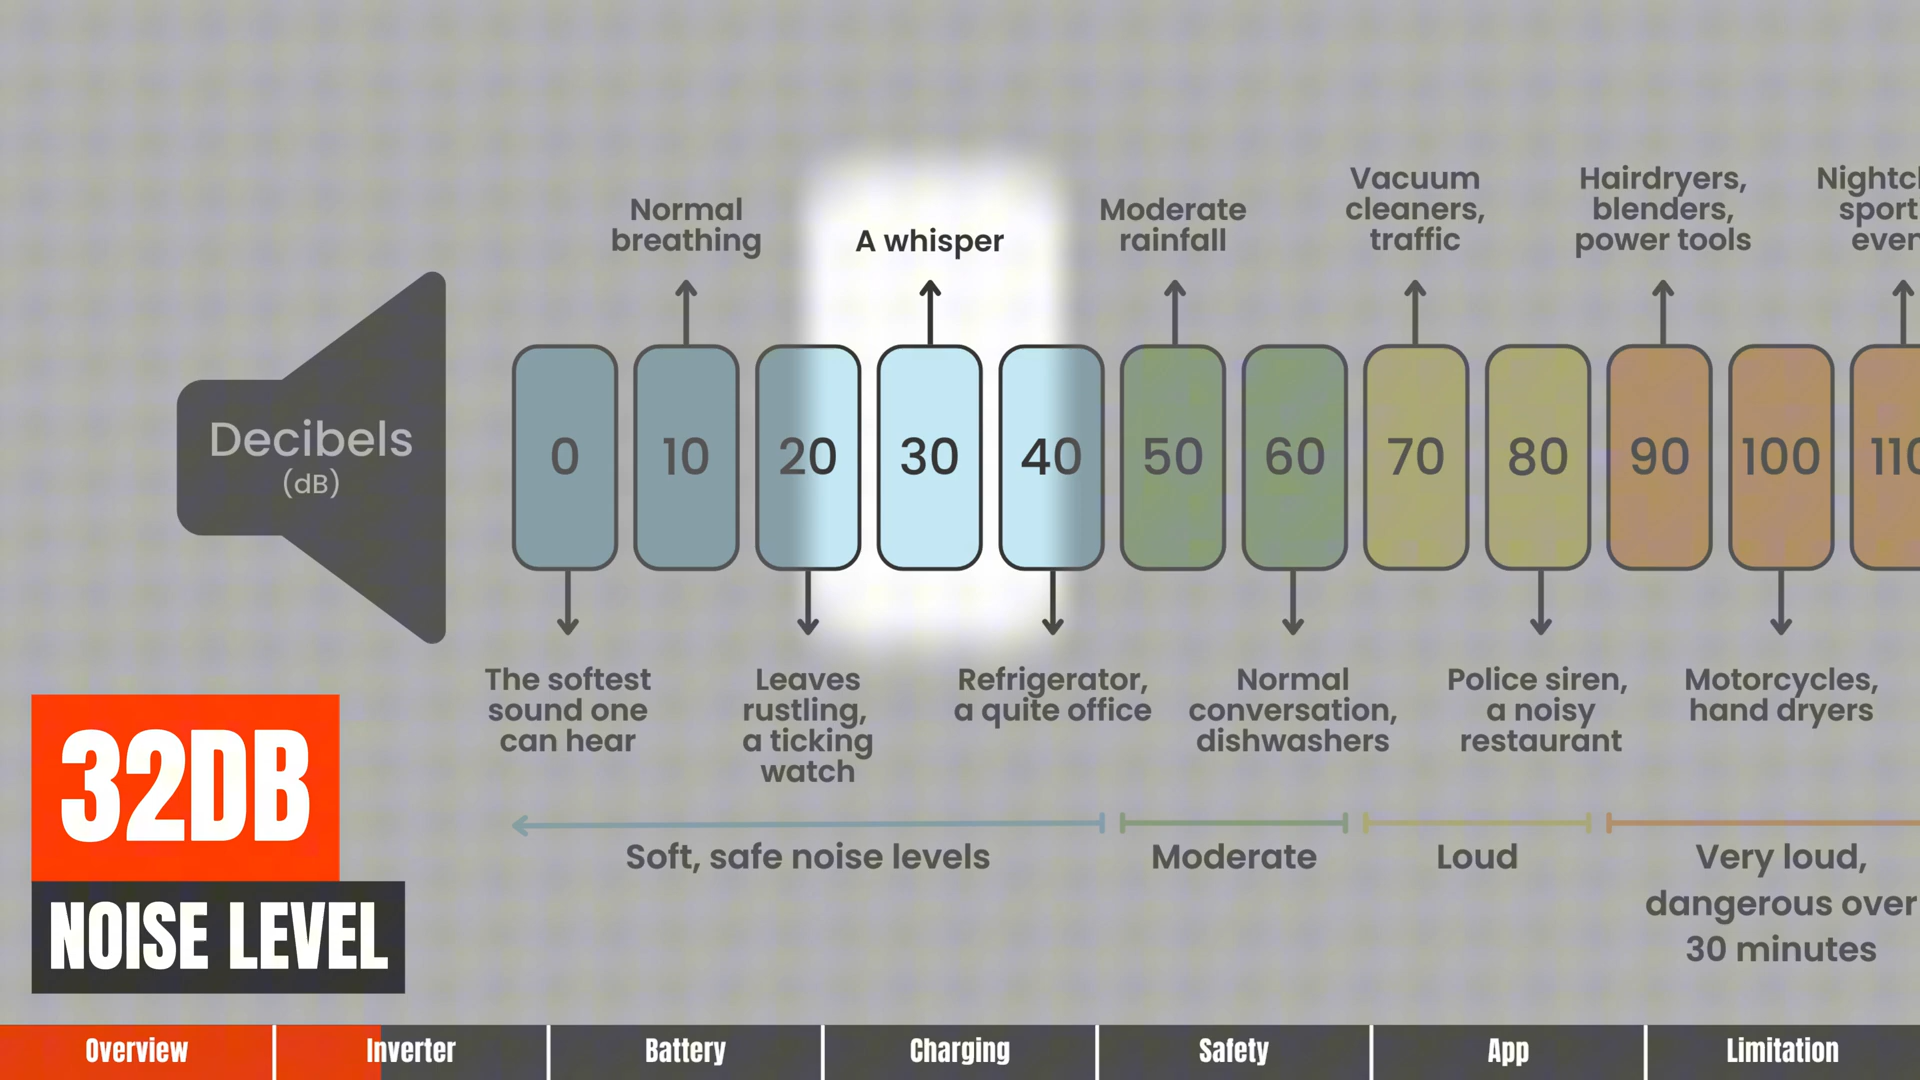 Normal
breathing
A whisper
Moderate
rainfall
Vacuum
cleaners,
traffic
Hairdryers,
blenders,
power tools
Decibels
(dB)
0
10
20
30
40
50
60
70
80
90
100
The softest
sound one
can hear
Leaves
rustling,
a ticking
watch
Refrigerator,
a quite office
Normal
conversation,
dishwashers
Police siren,
a noisy
restaurant
Motorcycles,
hand dryers
Soft, safe noise levels
Moderate
Loud
Very loud,
dangerous over
30 minutes
32DB
NOISE LEVEL
Overview
Inverter
Battery
Charging
Safety
App
Limitation